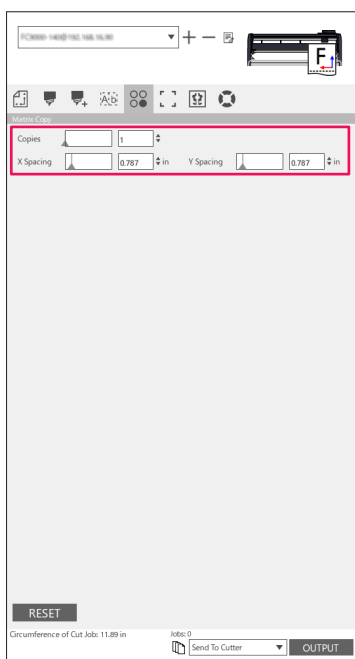 F
A b
Matrix Copy
Copies 1
X Spacing 0.787 in Y Spacing 0.787 in
RESET
Circumference of Cut Job: 11.89 in Jobs: 0
Send To Cutter OUTPUT